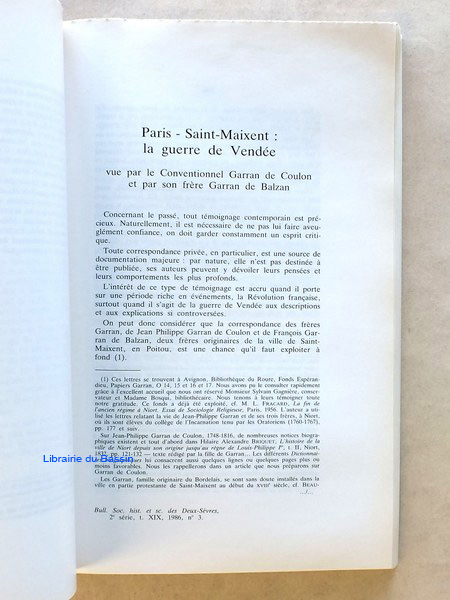 Paris - Saint-Maixent :
la guerre de Vendée
vue par le Conventionnel Garran de Coulon
et par son frère Garran de Balzan
Concernant le passé, tout témoignage contemporain est pré-
cieux. Naturellement, il est nécessaire de ne pas lui faire aveu-
glément confiance, on doit garder constamment un esprit criti-
que.
Toute correspondance privée, en particulier, est une source de
documentation majeure : par nature, elle n'est pas destinée à
être publiée, ses auteurs peuvent y dévoiler leurs pensées et
leurs comportements les plus profonds.
L'intérêt de ce type de témoignage est accru quand il porte
sur une période riche en événements, la Révolution française,
surtout quand il s'agit de la guerre de Vendée aux descriptions
et aux explications si controversées.
On peut donc considérer que la correspondance des frères
Garran, de Jean Philippe Garran de Coulon et de François Gar-
ran de Balzan, deux frères originaires de la ville de Saint-
Maixent, en Poitou, est une chance qu'il faut exploiter à
fond (1).
(1) Ces lettres se trouvent à Avignon, Bibliothèque du Roure, Fonds Espéran-
dieu, Papiers Garran, O 14, 15 et 16 17. Nous avons pu le consulter rapidement
grâce à l'excellent accueil que nous ont réservé Monsieur Sylvain Gagnière, conser-
vateur et Madame Bosqui, bibliothécaire. Nous tenons à leurs témoigner toute
notre gratitude. Ce fonds a déjà été exploité, cf. M. L. FRACARD, La fin de
l'ancien régime à Niort. Essai de Sociologie Religieuse, Paris, 1956. L'auteur a uti-
lisé les lettres relatant la vie de Jean-Philippe Garran et de ses trois frères, à Niort,
où ils sont élèves du collège de l'Incarnation tenu par les Oratoriens (1760-1767),
pp. 177 et suiv.
Sur Jean-Philippe Garran de Coulon, 1748-1816, de nombreuses notices biogra-
phiques existent et tout d'abord dans Hilaire Alexandre BRIQUET, L'histoire de la
ville de Niort depuis son origine jusqu'au règne de Louis-Philippe Iᵉʳ, t. II, Niort,
1832, pp. 121-132 — texte rédigé par la fille de Garran... Les différents Dictionnai-
lui consacrent aussi quelques lignes ou quelques pages plus ou
moins favorables. Nous les rappellerons dans un article que nous préparons sur
Garran de Coulon.
Les Garran, famille originaire du Bordelais, se sont sans doute installés dans la
ville en partie protestante de Saint-Maixent au début du XVIIᵉ siècle, cf. BEAU-
.../...
Bull. Soc. hist. et sc. des Deux-Sèvres,
2ᵉ série, t. XIX, 1986, n° 3.
Librairie du Bassin